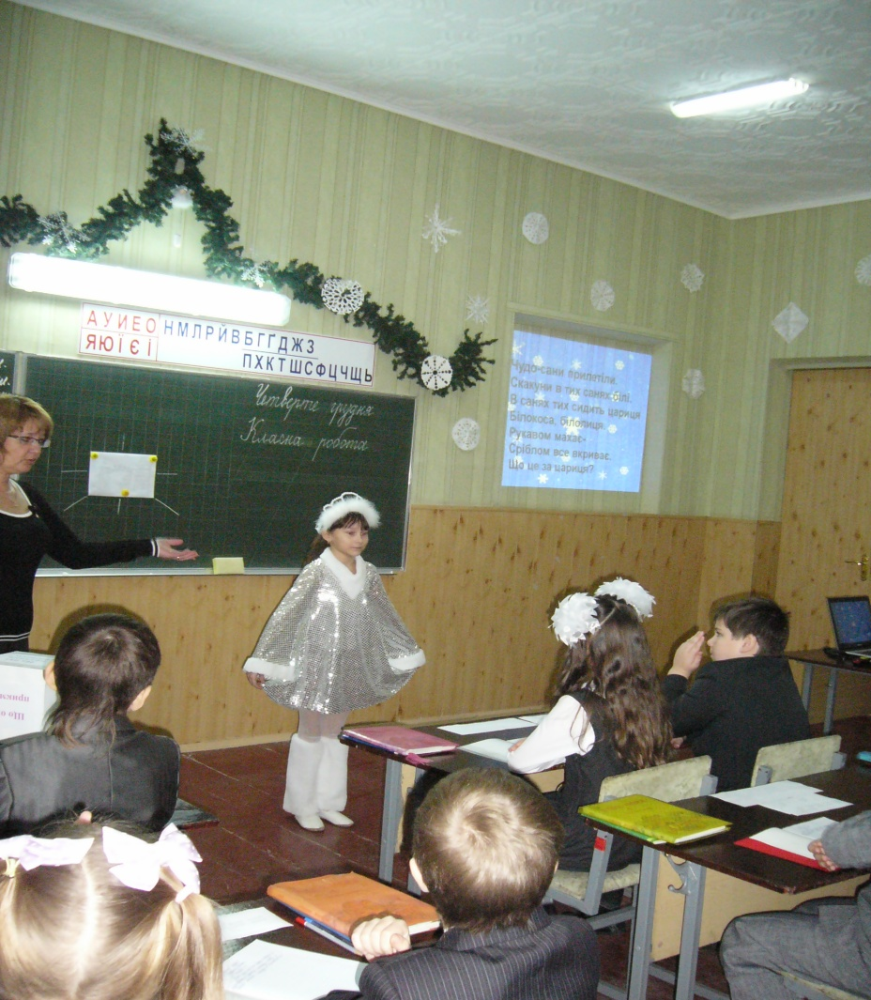 АУИЕО
ЯЮЇЄІ
НМЛРЙВБГҐДЖЗ
ПХКТШСФЦЧЩЬ
Четверте грудня
Класна робота
Чудо-сани прилетіли.
Скакуни в тих санях білі.
В санях тих сидить цариця
Білокоса, білолиця.
Рукавом махає-
Сріблом все вкриває.
Що це за цариця?